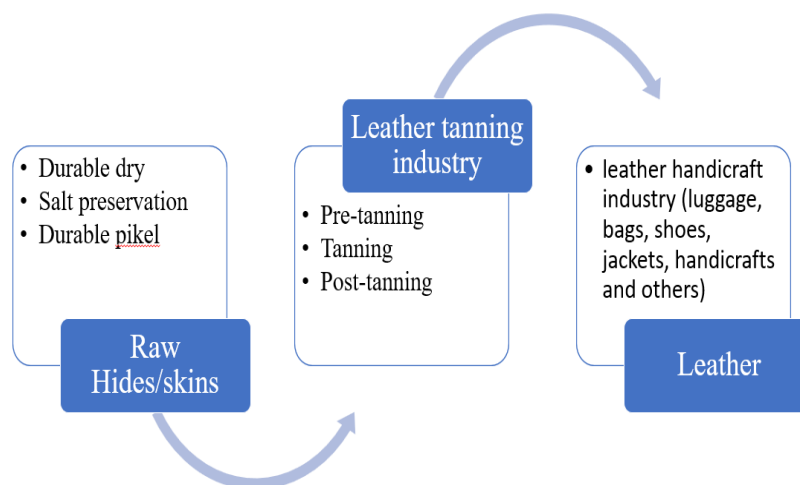 • Durable dry
• Salt preservation
• Durable pikel
Raw
Hides/skins
Leather tanning
industry
• Pre-tanning
• Tanning
• Post-tanning
• leather handicraft
industry (luggage,
bags, shoes,
jackets, handicrafts
and others)
Leather